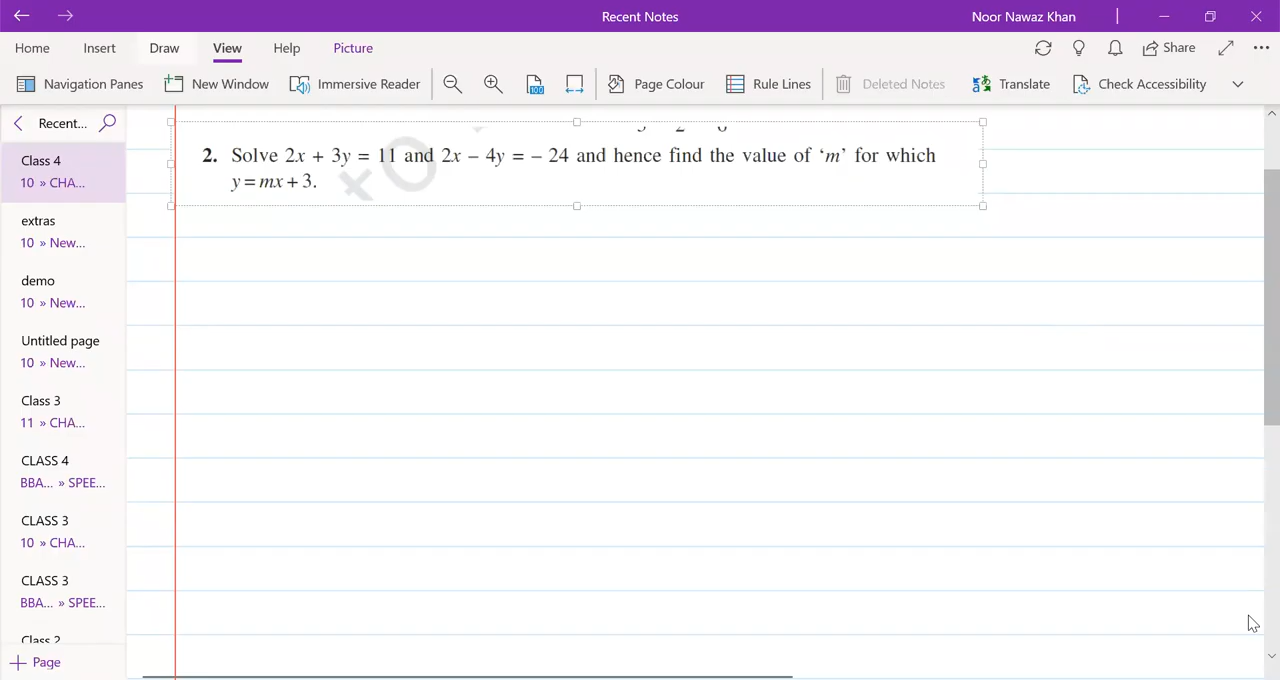 Recent Notes
Noor Nawaz Khan
Home Insert Draw View Help Picture
Share
Navigation Panes New Window Immersive Reader Page Colour Rule Lines Deleted Notes Translate Check Accessibility
Recent...
Class 4
10 » CHA...
extras
10 » New...
demo
10 » New...
Untitled page
10 » New...
Class 3
11 » CHA...
CLASS 4
BBA... » SPEE...
CLASS 3
10 » CHA...
CLASS 3
BBA... » SPEE...
Class 2
Page
2. Solve 2x + 3y = 11 and 2x – 4y = – 24 and hence find the value of ‘m’ for which
y = mx + 3.